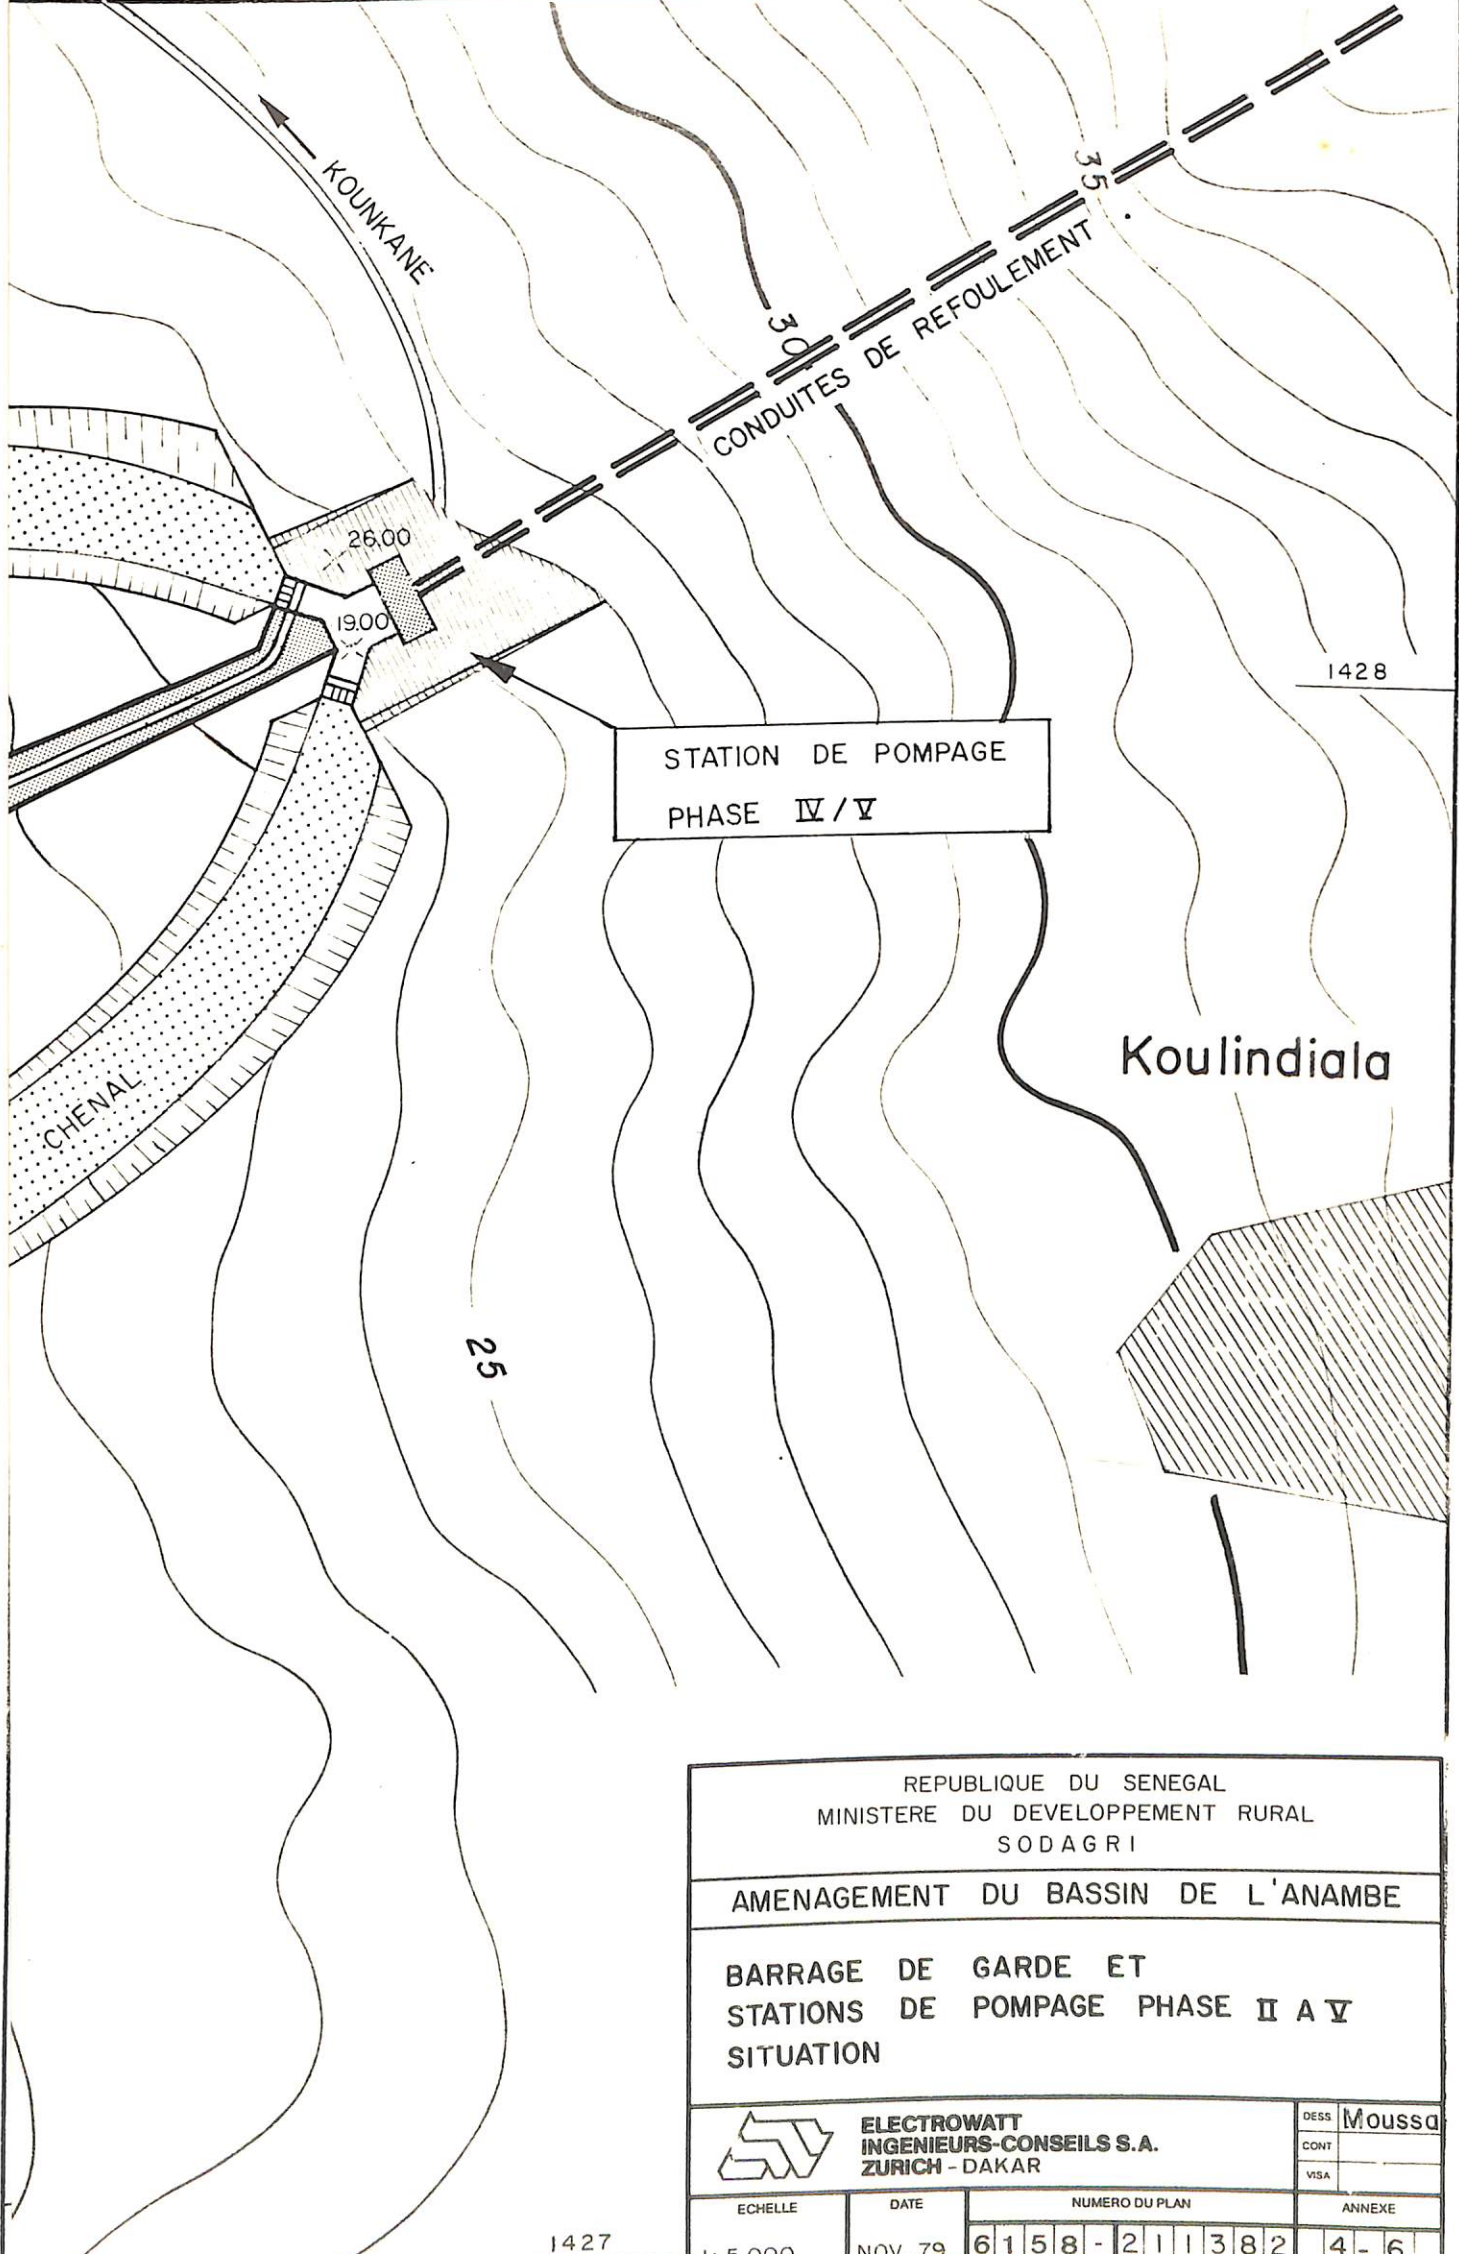 KOUNKANE
35
30
CONDUITES DE REFOULEMENT
26.00
19.00
1428
STATION DE POMPAGE
PHASE IV/V
Koulindiala
CHENAL
25
REPUBLIQUE DU SENEGAL
MINISTERE DU DEVELOPPEMENT RURAL
SODAGRI
AMENAGEMENT DU BASSIN DE L'ANAMBE
BARRAGE DE GARDE ET
STATIONS DE POMPAGE PHASE II A V
SITUATION
ELECTROWATT
INGENIEURS-CONSEILS S.A.
ZURICH - DAKAR
DESS. Moussa
CONT
VISA
ECHELLE
DATE
NUMERO DU PLAN
ANNEXE
1427
1:5 000
NOV. 79
6158-211382
4-6